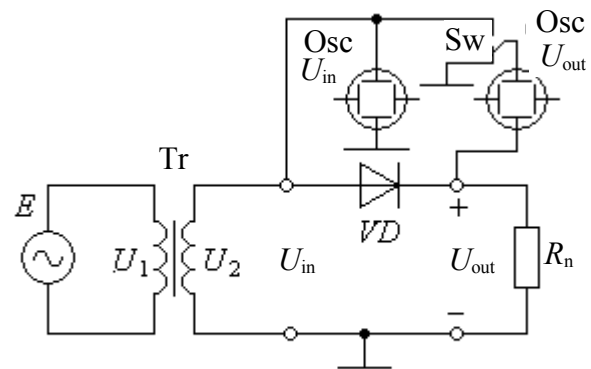 Osc
U_in
Sw
Osc
U_out
Tr
E
U_1
U_2
U_in
VD
+
U_out
R_n
−